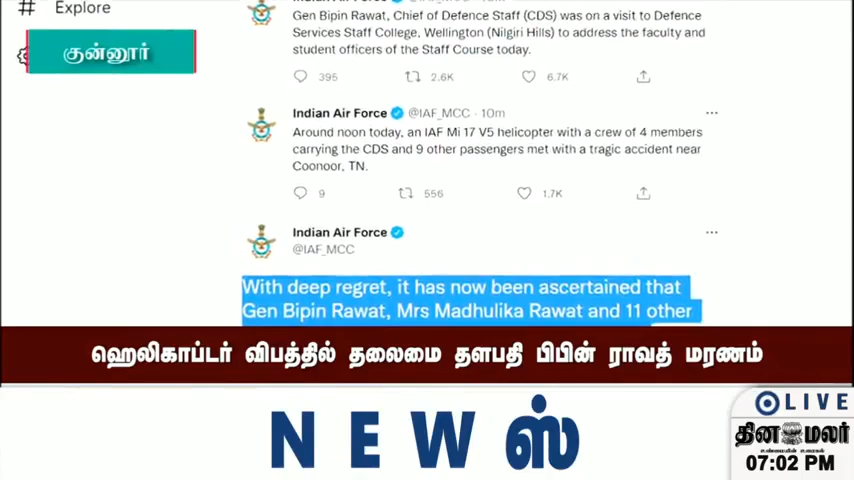 # Explore
குன்னூர்
Gen Bipin Rawat, Chief of Defence Staff (CDS) was on a visit to Defence
Services Staff College, Wellington (Nilgiri Hills) to address the faculty and
student officers of the Staff Course today.
395 2.6K 6.7K
Indian Air Force @IAF_MCC · 10m
Around noon today, an IAF Mi 17 V5 helicopter with a crew of 4 members
carrying the CDS and 9 other passengers met with a tragic accident near
Coonoor, TN.
9 556 1.7K
Indian Air Force
@IAF_MCC
With deep regret, it has now been ascertained that
Gen Bipin Rawat, Mrs Madhulika Rawat and 11 other
ஹெலிகாப்டர் விபத்தில் தலைமை தளபதி பிபின் ராவத் மரணம்
NEWஸ்
LIVE
தினமலர்
உண்மையின் உரைகல்
07:02 PM